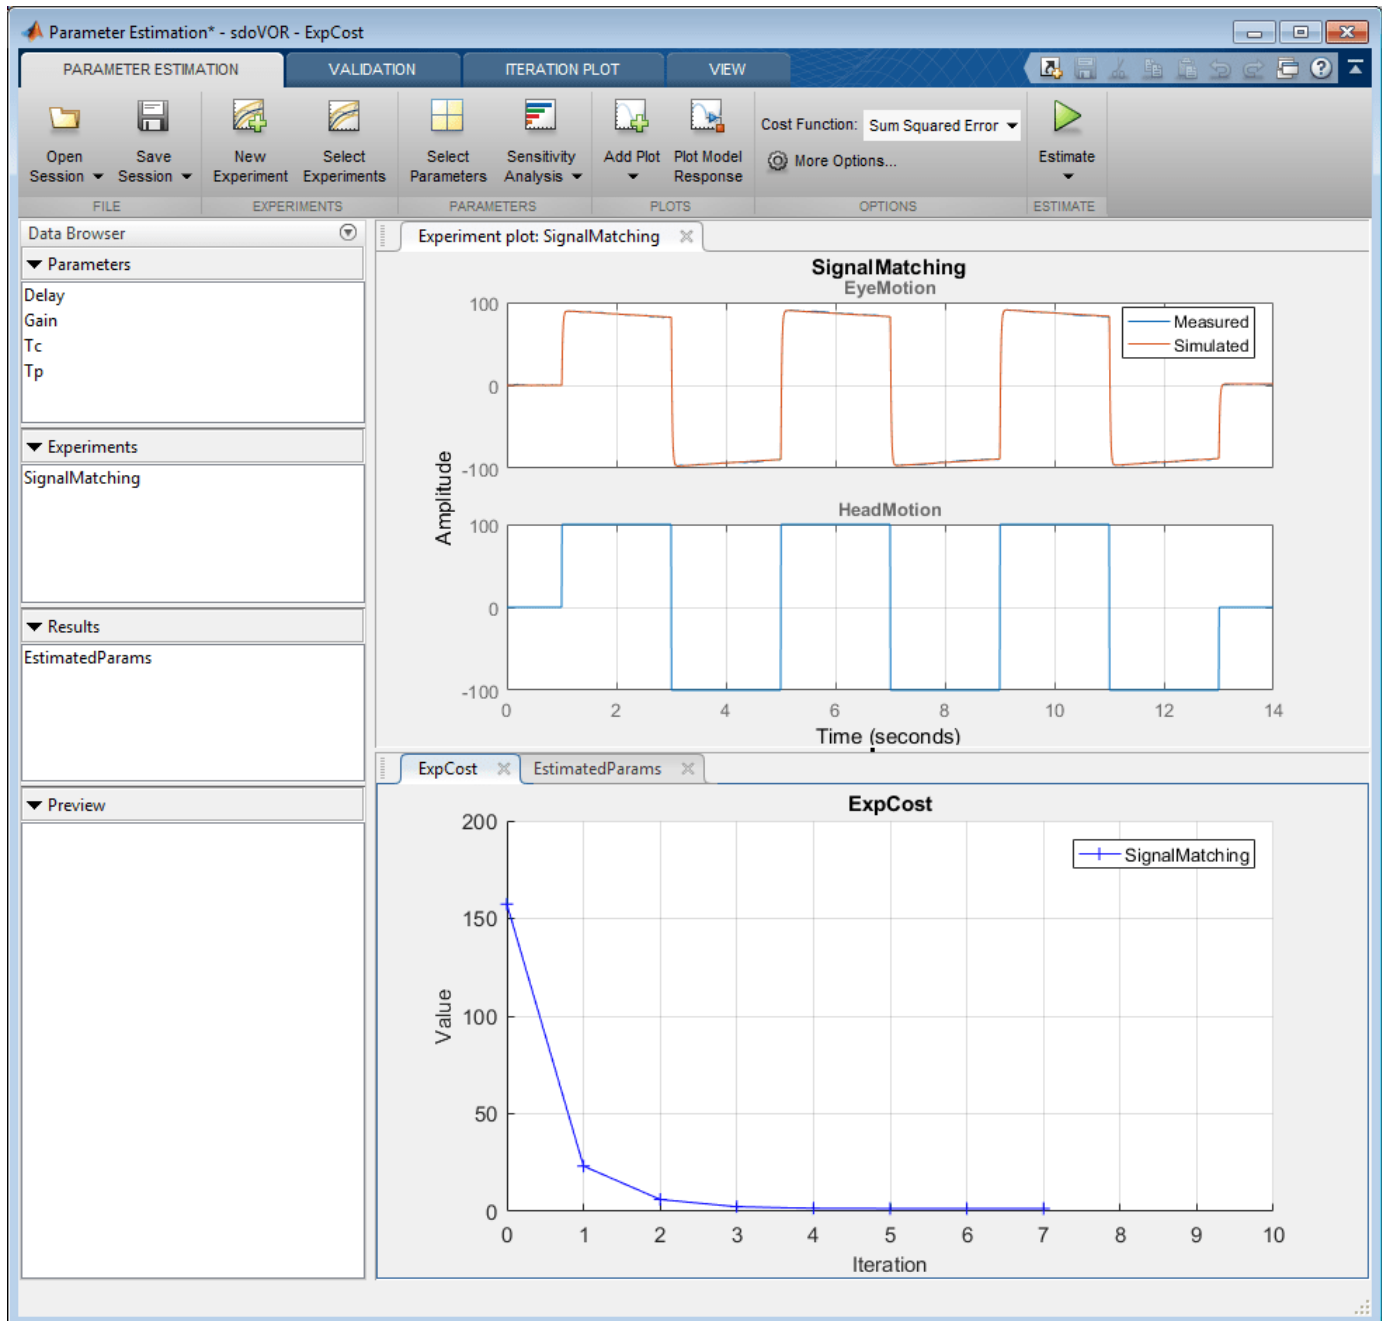 Parameter Estimation* - sdoVOR - ExpCost
PARAMETER ESTIMATION VALIDATION ITERATION PLOT VIEW
Open Session Save Session New Experiment Select Experiments Select Parameters Sensitivity Analysis Add Plot Plot Model Response Cost Function: Sum Squared Error Estimate
More Options...
FILE EXPERIMENTS PARAMETERS PLOTS OPTIONS ESTIMATE
Data Browser
Parameters
Delay
Gain
Tc
Tp
Experiments
SignalMatching
Results
EstimatedParams
Preview
Experiment plot: SignalMatching
SignalMatching
EyeMotion
100
0
-100
Measured
Simulated
Amplitude
HeadMotion
100
0
-100
0 2 4 6 8 10 12 14
Time (seconds)
ExpCost EstimatedParams
ExpCost
200
150
100
50
0
SignalMatching
Value
0 1 2 3 4 5 6 7 8 9 10
Iteration